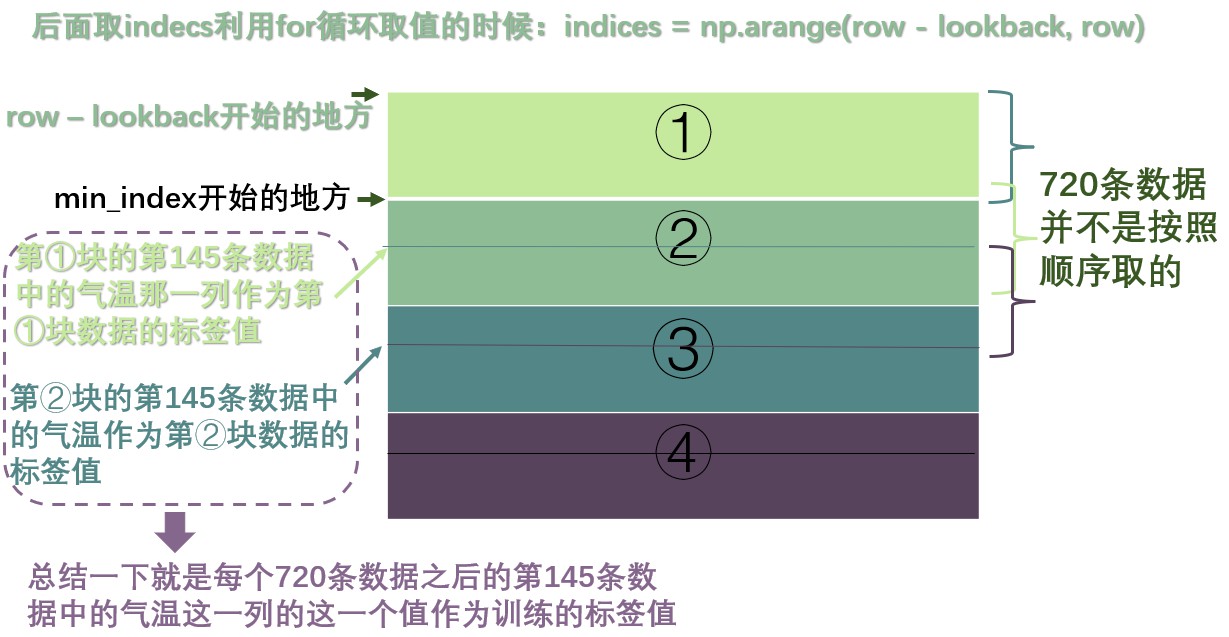 后面取indecs利用for循环取值的时候：indices = np.arange(row - lookback, row)
row – lookback开始的地方
①
min_index开始的地方
②
720条数据
并不是按照
顺序取的
第①块的第145条数据
中的气温那一列作为第
①块数据的标签值
③
第②块的第145条数据中
的气温作为第②块数据的
标签值
④
总结一下就是每个720条数据之后的第145条数
据中的气温这一列的这一个值作为训练的标签值